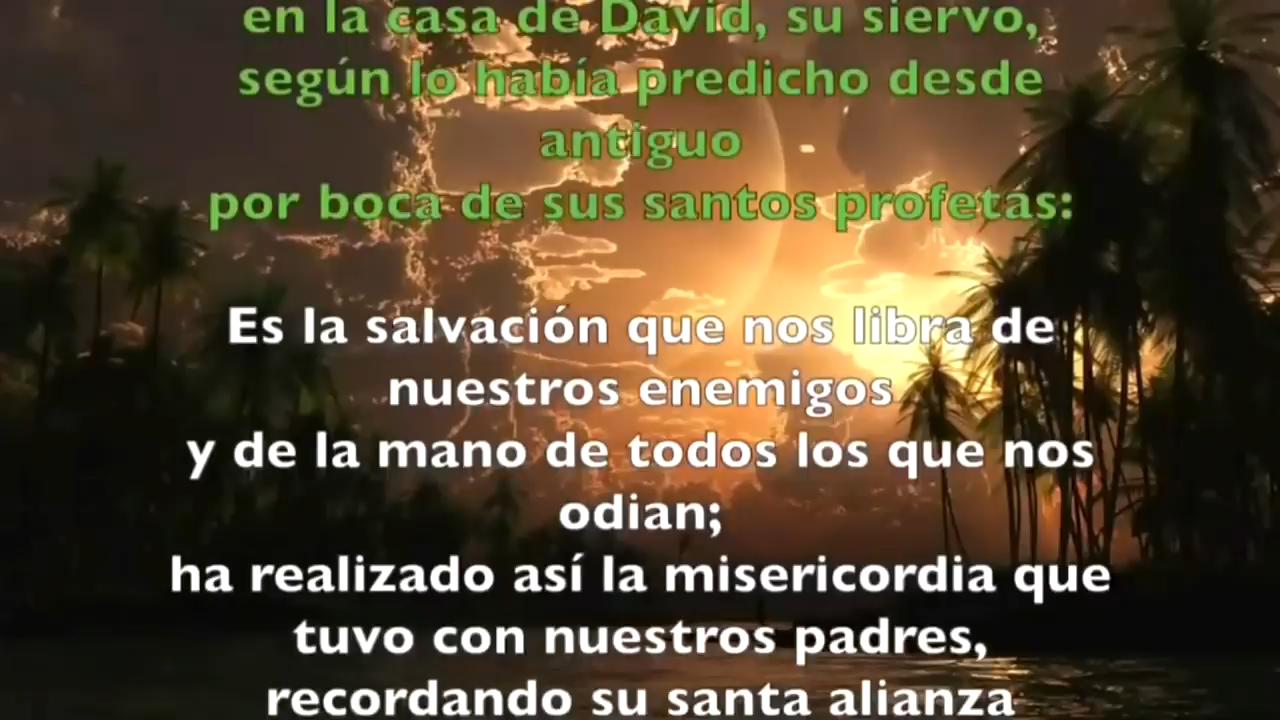 en la casa de David, su siervo,
según lo había predicho desde
antiguo
por boca de sus santos profetas:
Es la salvación que nos libra de
nuestros enemigos
y de la mano de todos los que nos
odian;
ha realizado así la misericordia que
tuvo con nuestros padres,
recordando su santa alianza